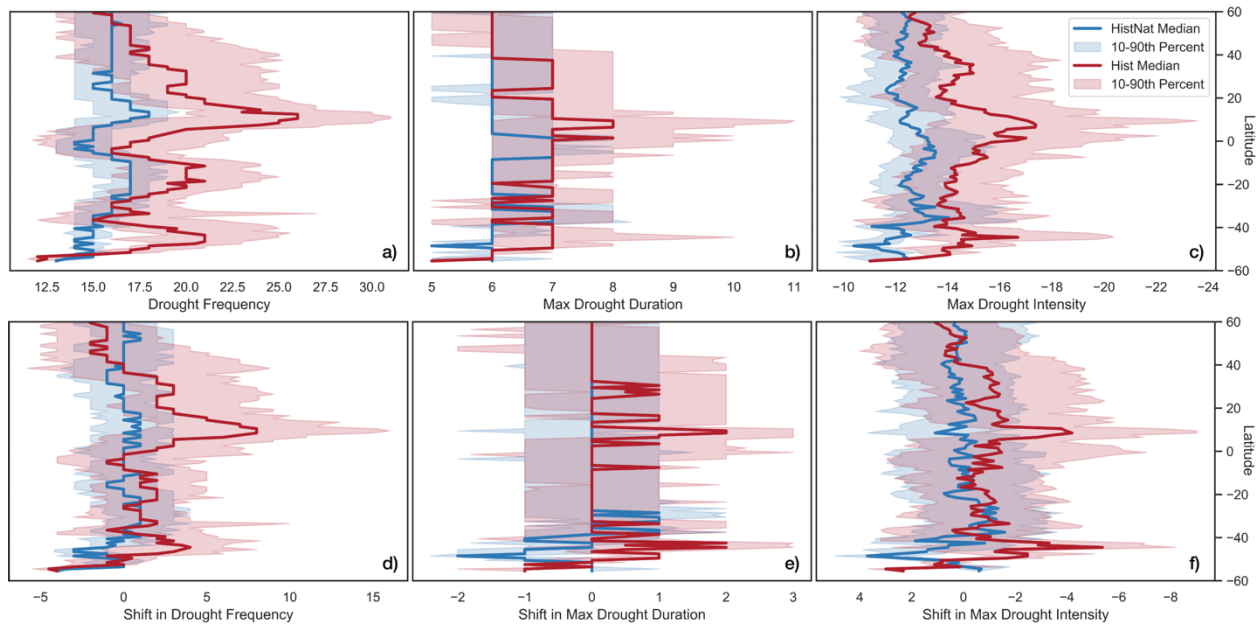 HistNat Median
10-90th Percent
Hist Median
10-90th Percent
60
40
20
0
−20
−40
−60
Latitude
a)
b)
c)
12.5 15.0 17.5 20.0 22.5 25.0 27.5 30.0
5 6 7 8 9 10 11
−10 −12 −14 −16 −18 −20 −22 −24
Drought Frequency
Max Drought Duration
Max Drought Intensity
60
40
20
0
−20
−40
−60
Latitude
d)
e)
f)
−5 0 5 10 15
−2 −1 0 1 2 3
4 2 0 −2 −4 −6 −8
Shift in Drought Frequency
Shift in Max Drought Duration
Shift in Max Drought Intensity